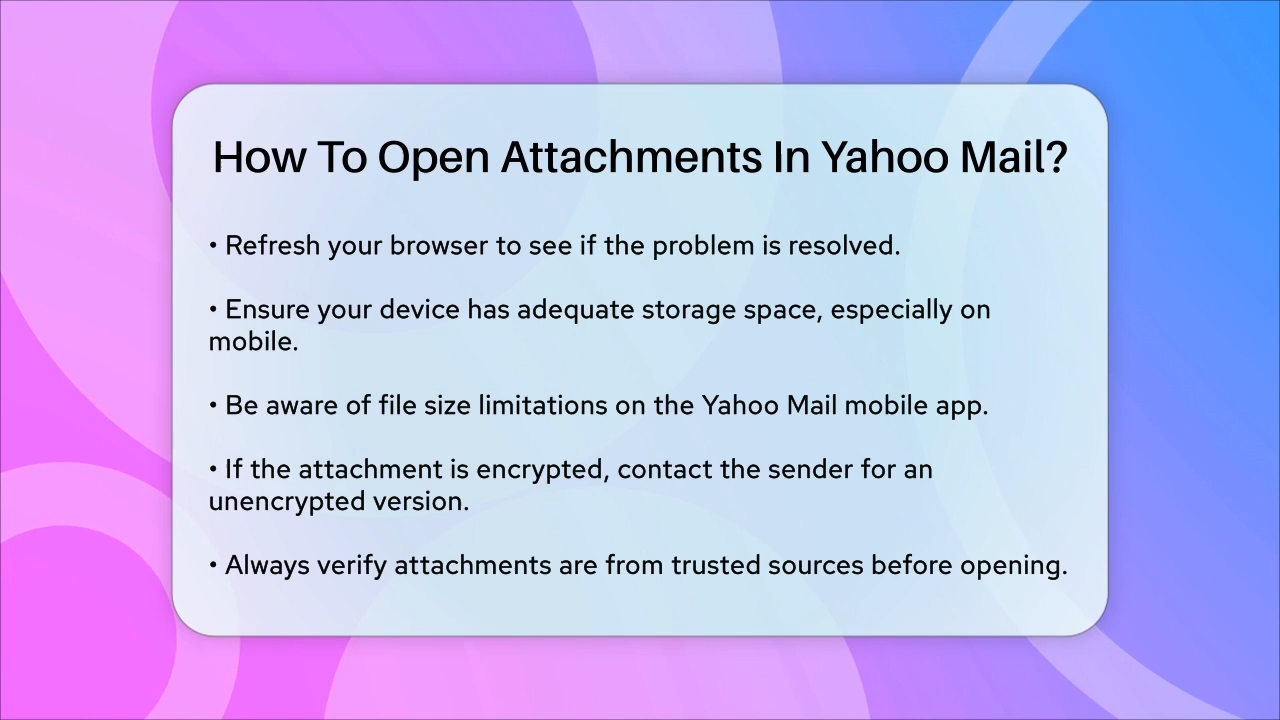 How To Open Attachments In Yahoo Mail?
• Refresh your browser to see if the problem is resolved.
• Ensure your device has adequate storage space, especially on
mobile.
• Be aware of file size limitations on the Yahoo Mail mobile app.
• If the attachment is encrypted, contact the sender for an
unencrypted version.
• Always verify attachments are from trusted sources before opening.